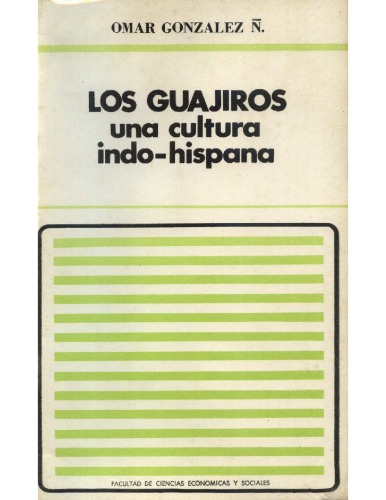 OMAR GONZALEZ Ñ.
LOS GUAJIROS
una cultura
indo-hispana
FACULTAD DE CIENCIAS ECONOMICAS Y SOCIALES